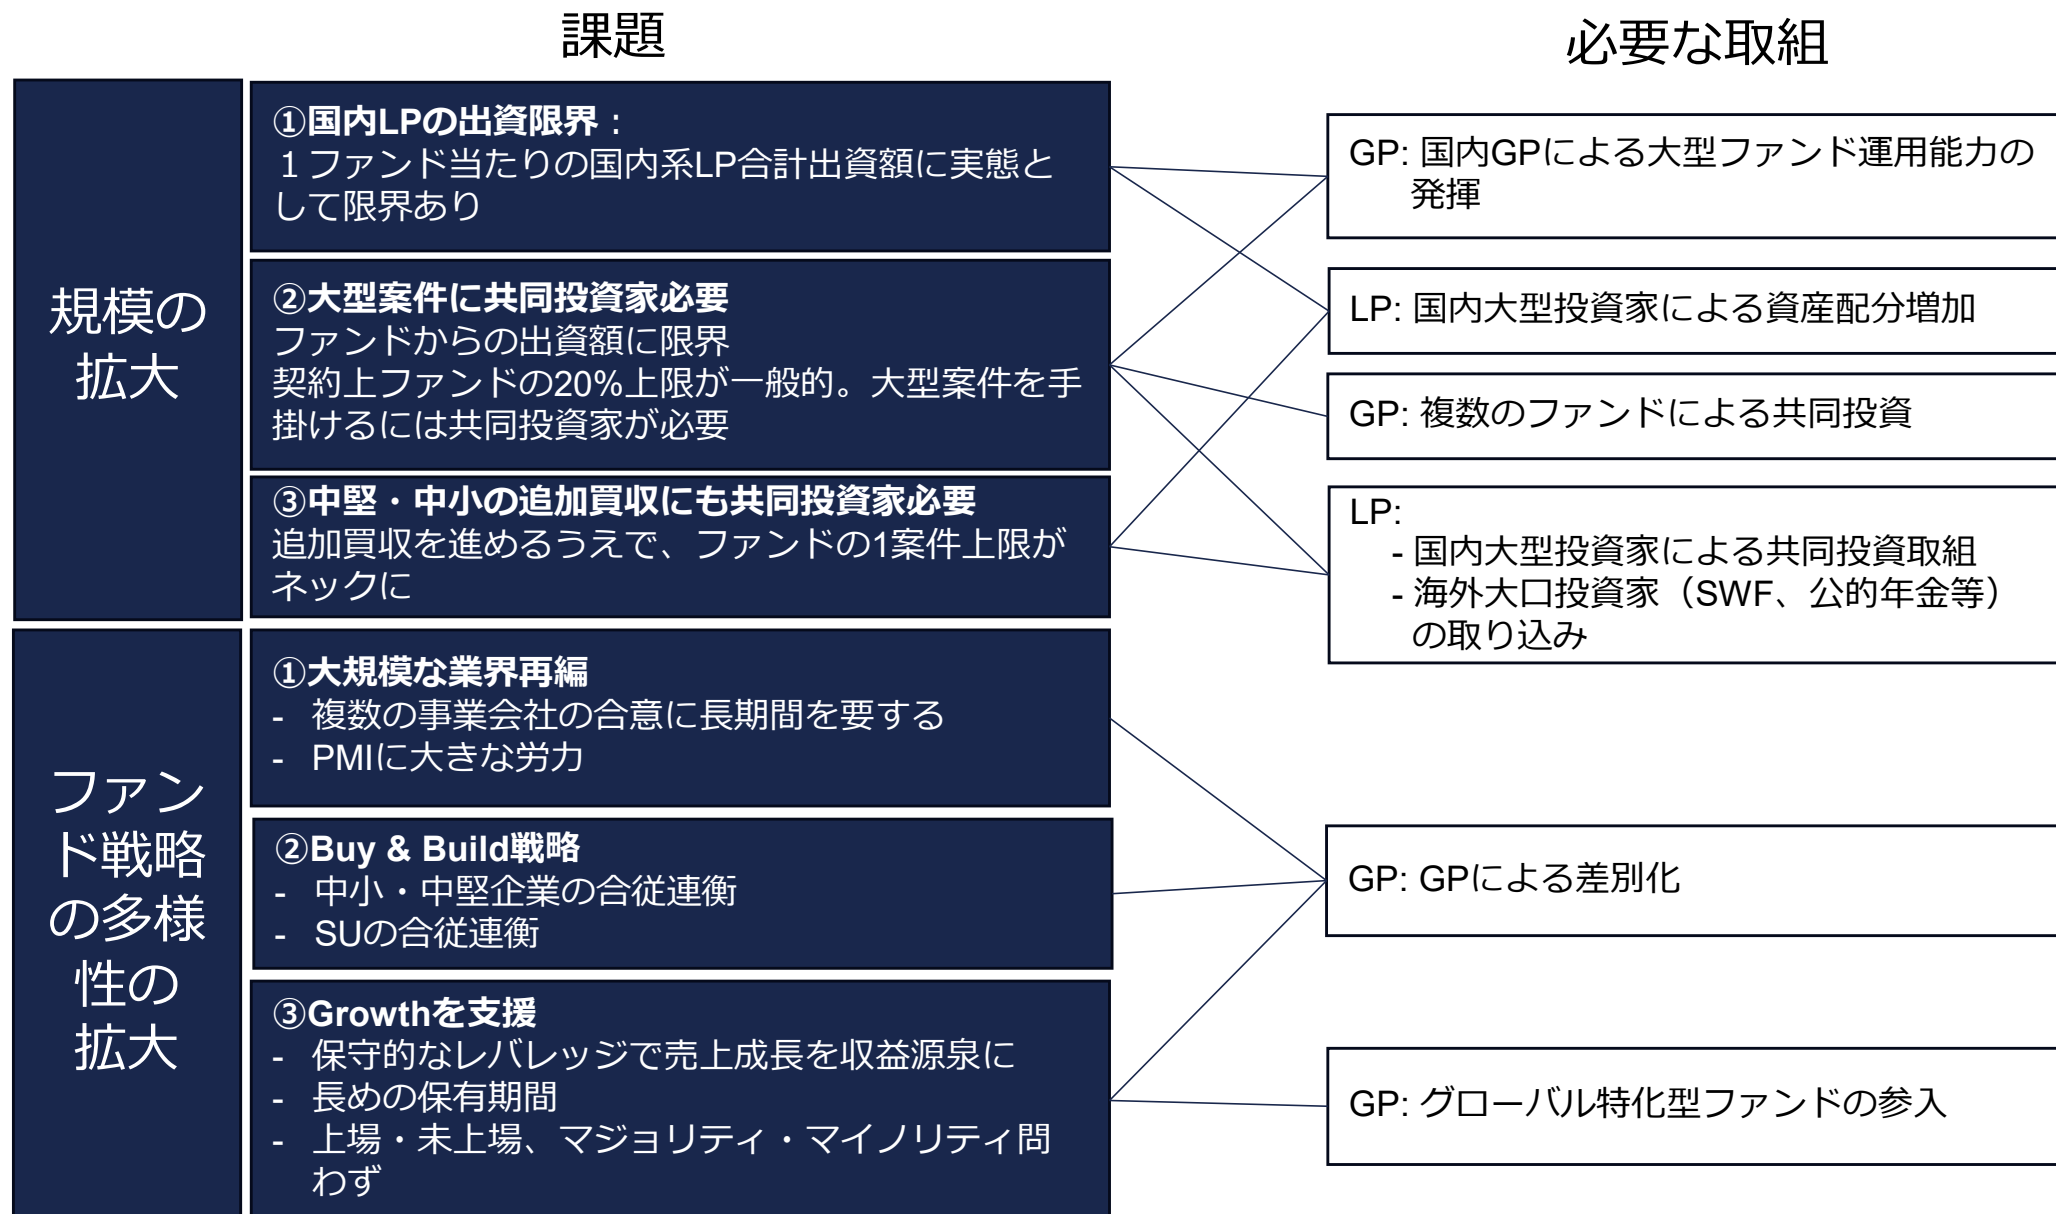 課題
必要な取組
規模の
拡大
①国内LPの出資限界：
１ファンド当たりの国内系LP合計出資額に実態と
して限界あり
②大型案件に共同投資家必要
ファンドからの出資額に限界
契約上ファンドの20%上限が一般的。大型案件を手
掛けるには共同投資家が必要
③中堅・中小の追加買収にも共同投資家必要
追加買収を進めるうえで、ファンドの1案件上限が
ネックに
GP: 国内GPによる大型ファンド運用能力の
発揮
LP: 国内大型投資家による資産配分増加
GP: 複数のファンドによる共同投資
LP:
- 国内大型投資家による共同投資取組
- 海外大口投資家（SWF、公的年金等）
の取り込み
ファン
ド戦略
の多様
性の
拡大
①大規模な業界再編
- 複数の事業会社の合意に長期間を要する
- PMIに大きな労力
②Buy & Build戦略
- 中小・中堅企業の合従連衡
- SUの合従連衡
③Growthを支援
- 保守的なレバレッジで売上成長を収益源泉に
- 長めの保有期間
- 上場・未上場、マジョリティ・マイノリティ問
わず
GP: GPによる差別化
GP: グローバル特化型ファンドの参入